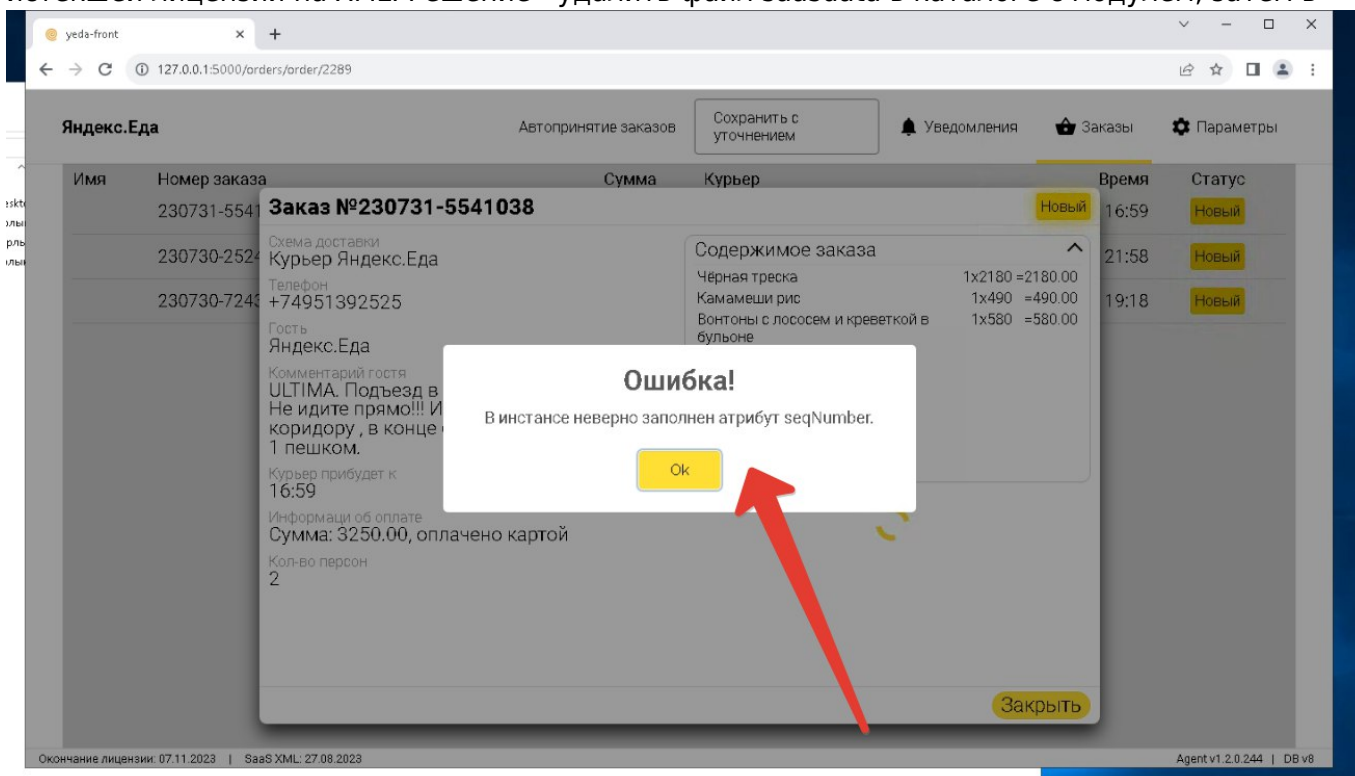 yeda-front
127.0.0.1:5000/orders/order/2289
Яндекс.Еда
Автопринятие заказов
Сохранить с
уточнением
Уведомления
Заказы
Параметры
Имя Номер заказа Сумма Курьер Время Статус
230731-5541 16:59 Новый
230730-2524 21:58 Новый
230730-7243 19:18 Новый
Заказ №230731-5541038 Новый
Схема доставки
Курьер Яндекс.Еда
Телефон
+74951392525
Гость
Яндекс.Еда
Комментарий гостя
ULTIMA. Подъезд в
Не идите прямо!!! И
коридору , в конце
1 пешком.
Курьер прибудет к
16:59
Информаци об оплате
Сумма: 3250.00, оплачено картой
Кол-во персон
2
Содержимое заказа
Чёрная треска 1x2180 =2180.00
Камамеши рис 1x490 =490.00
Вонтоны с лососем и креветкой в 1x580 =580.00
бульоне
Ошибка!
В инстансе неверно заполнен атрибут seqNumber.
Ok
Закрыть
Окончание лицензии: 07.11.2023 | SaaS XML: 27.08.2023
Agent v1.2.0.244 | DB v8